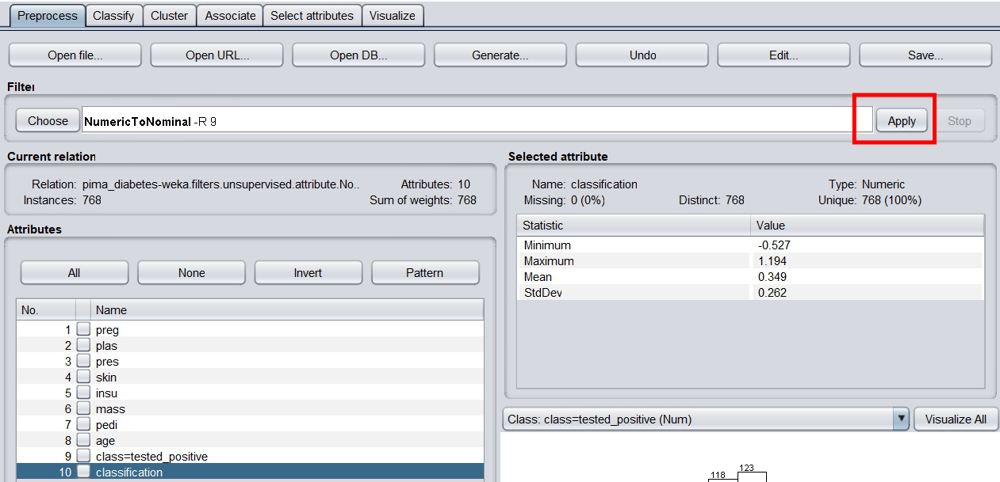 Preprocess Classify Cluster Associate Select attributes Visualize
Open file... Open URL... Open DB... Generate... Undo Edit... Save...
Filter
Choose NumericToNominal -R 9 Apply Stop
Current relation
Relation: pima_diabetes-weka.filters.unsupervised.attribute.No.. Attributes: 10
Instances: 768 Sum of weights: 768
Attributes
All None Invert Pattern
No. Name
1 preg
2 plas
3 pres
4 skin
5 insu
6 mass
7 pedi
8 age
9 class=tested_positive
10 classification
Selected attribute
Name: classification Type: Numeric
Missing: 0 (0%) Distinct: 768 Unique: 768 (100%)
Statistic Value
Minimum -0.527
Maximum 1.194
Mean 0.349
StdDev 0.262
Class: class=tested_positive (Num) Visualize All
123
118